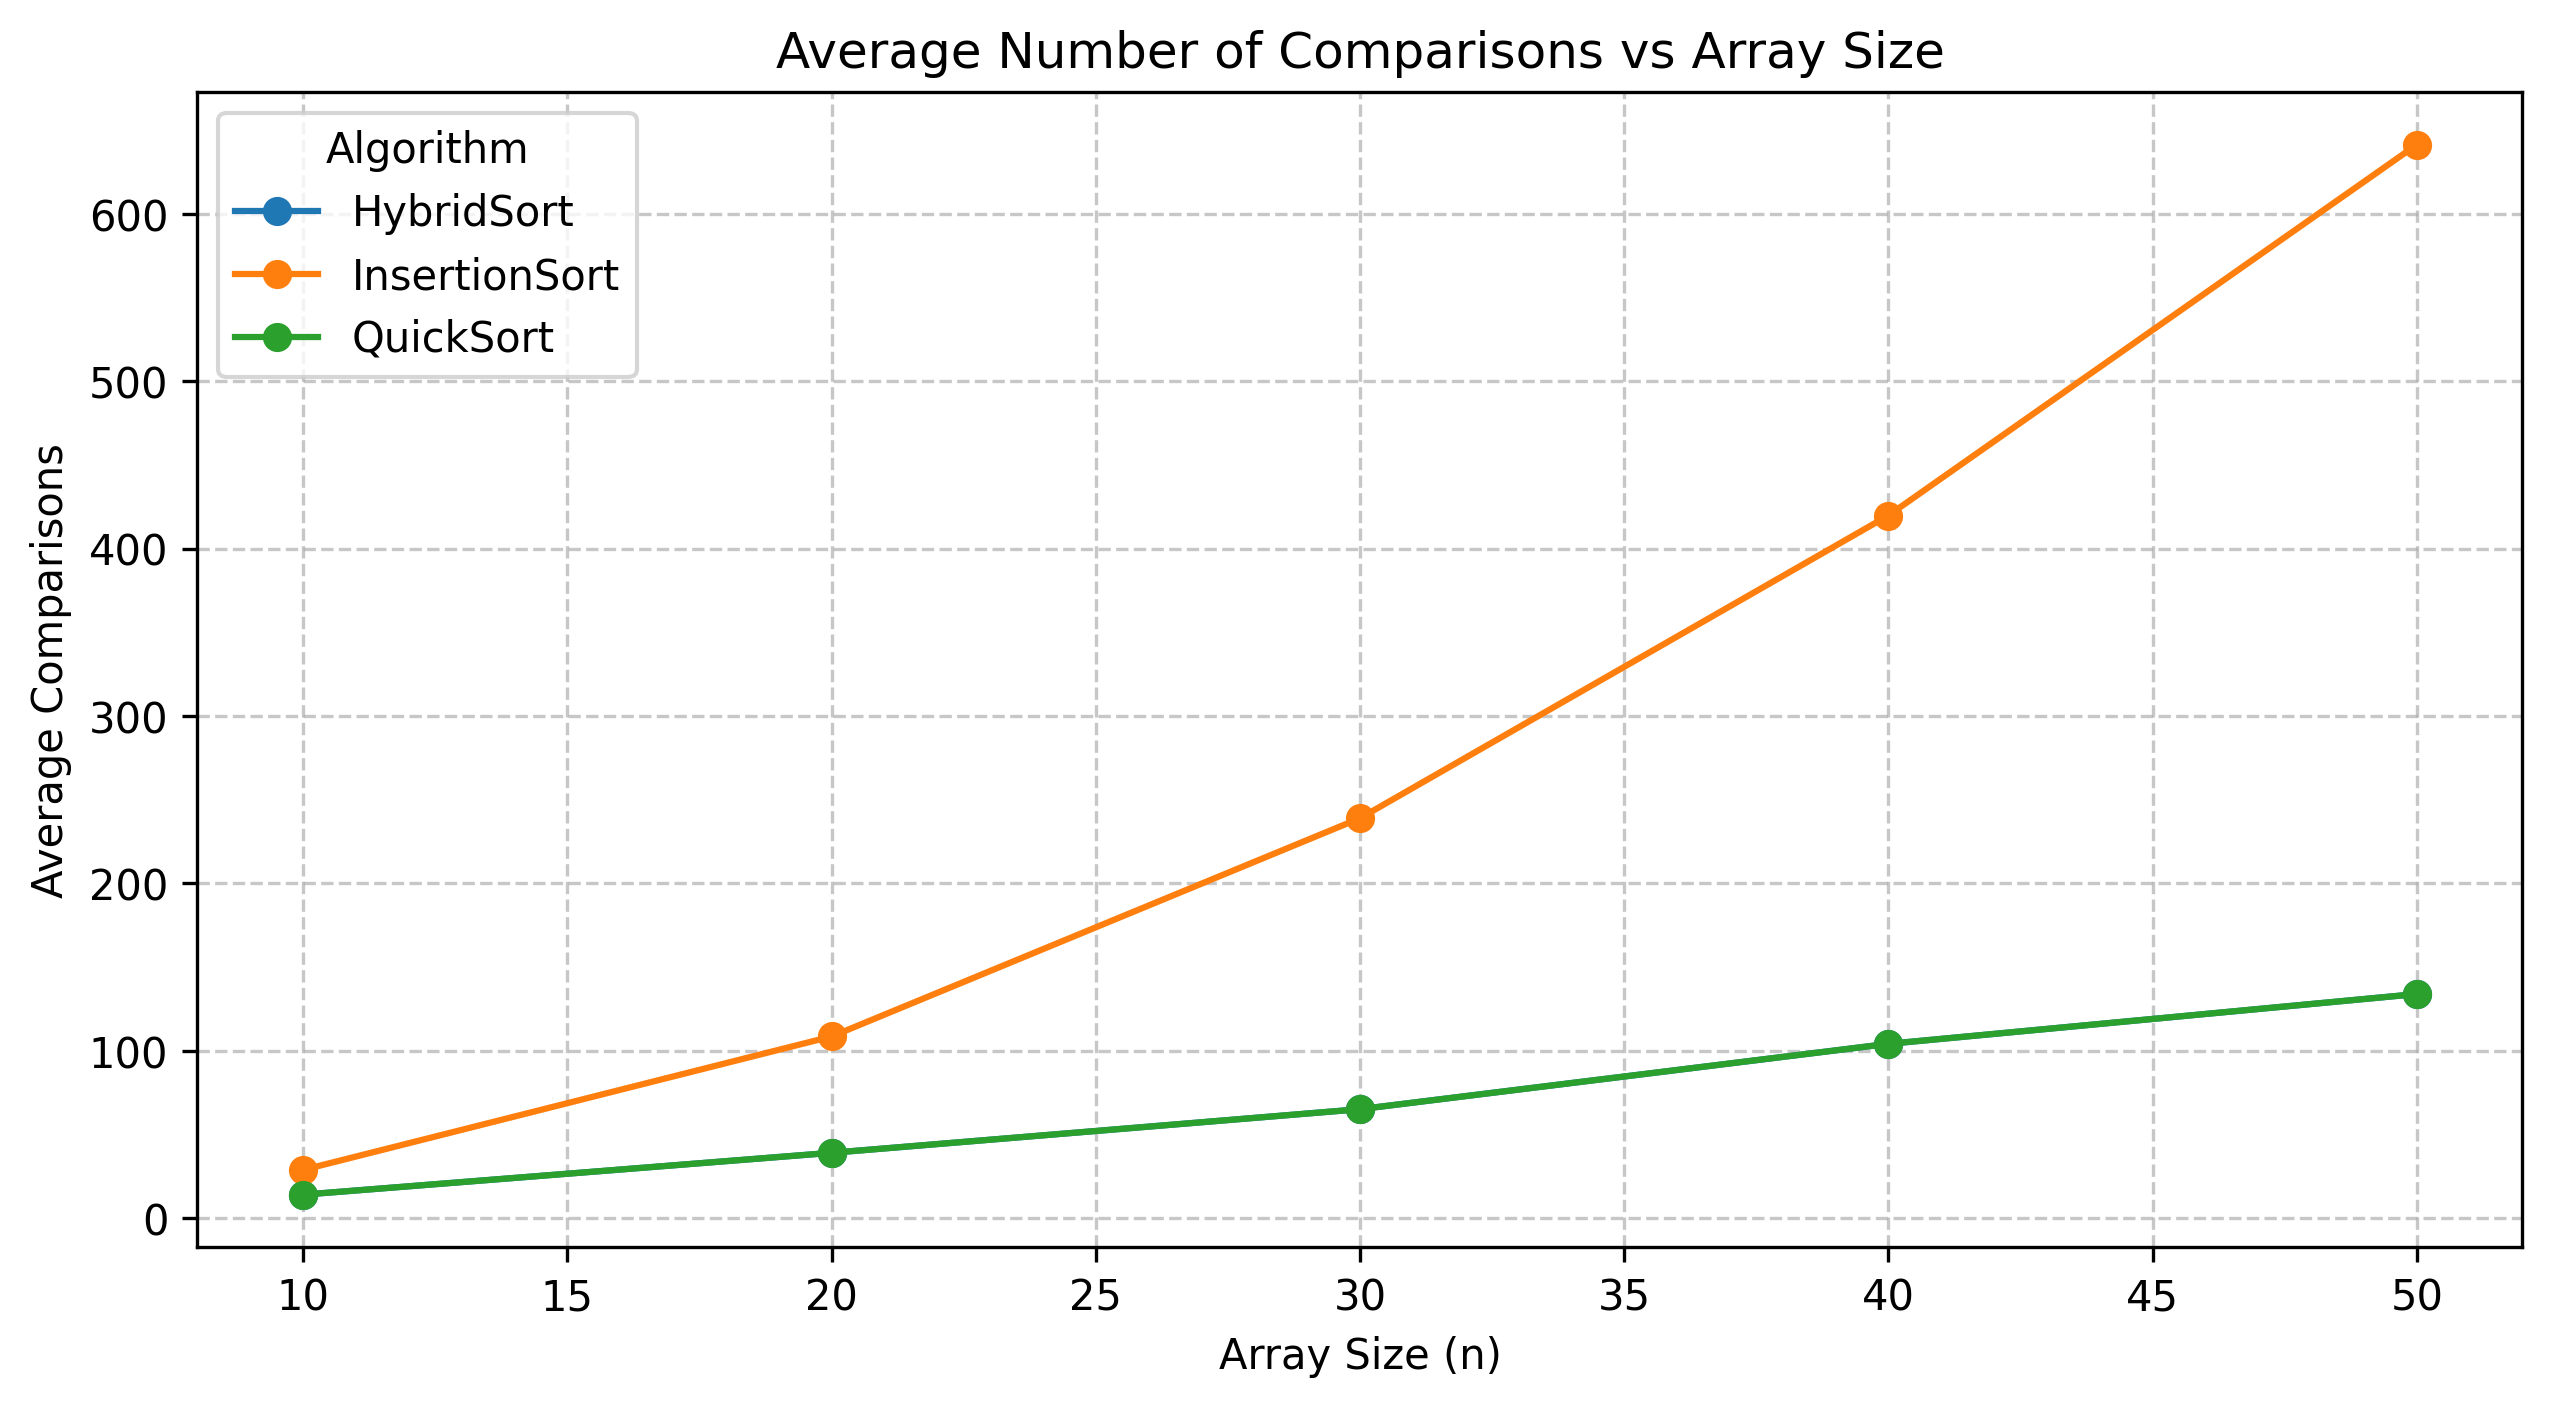 Average Number of Comparisons vs Array Size
Algorithm
HybridSort
InsertionSort
QuickSort
Average Comparisons
600
500
400
300
200
100
0
10 15 20 25 30 35 40 45 50
Array Size (n)